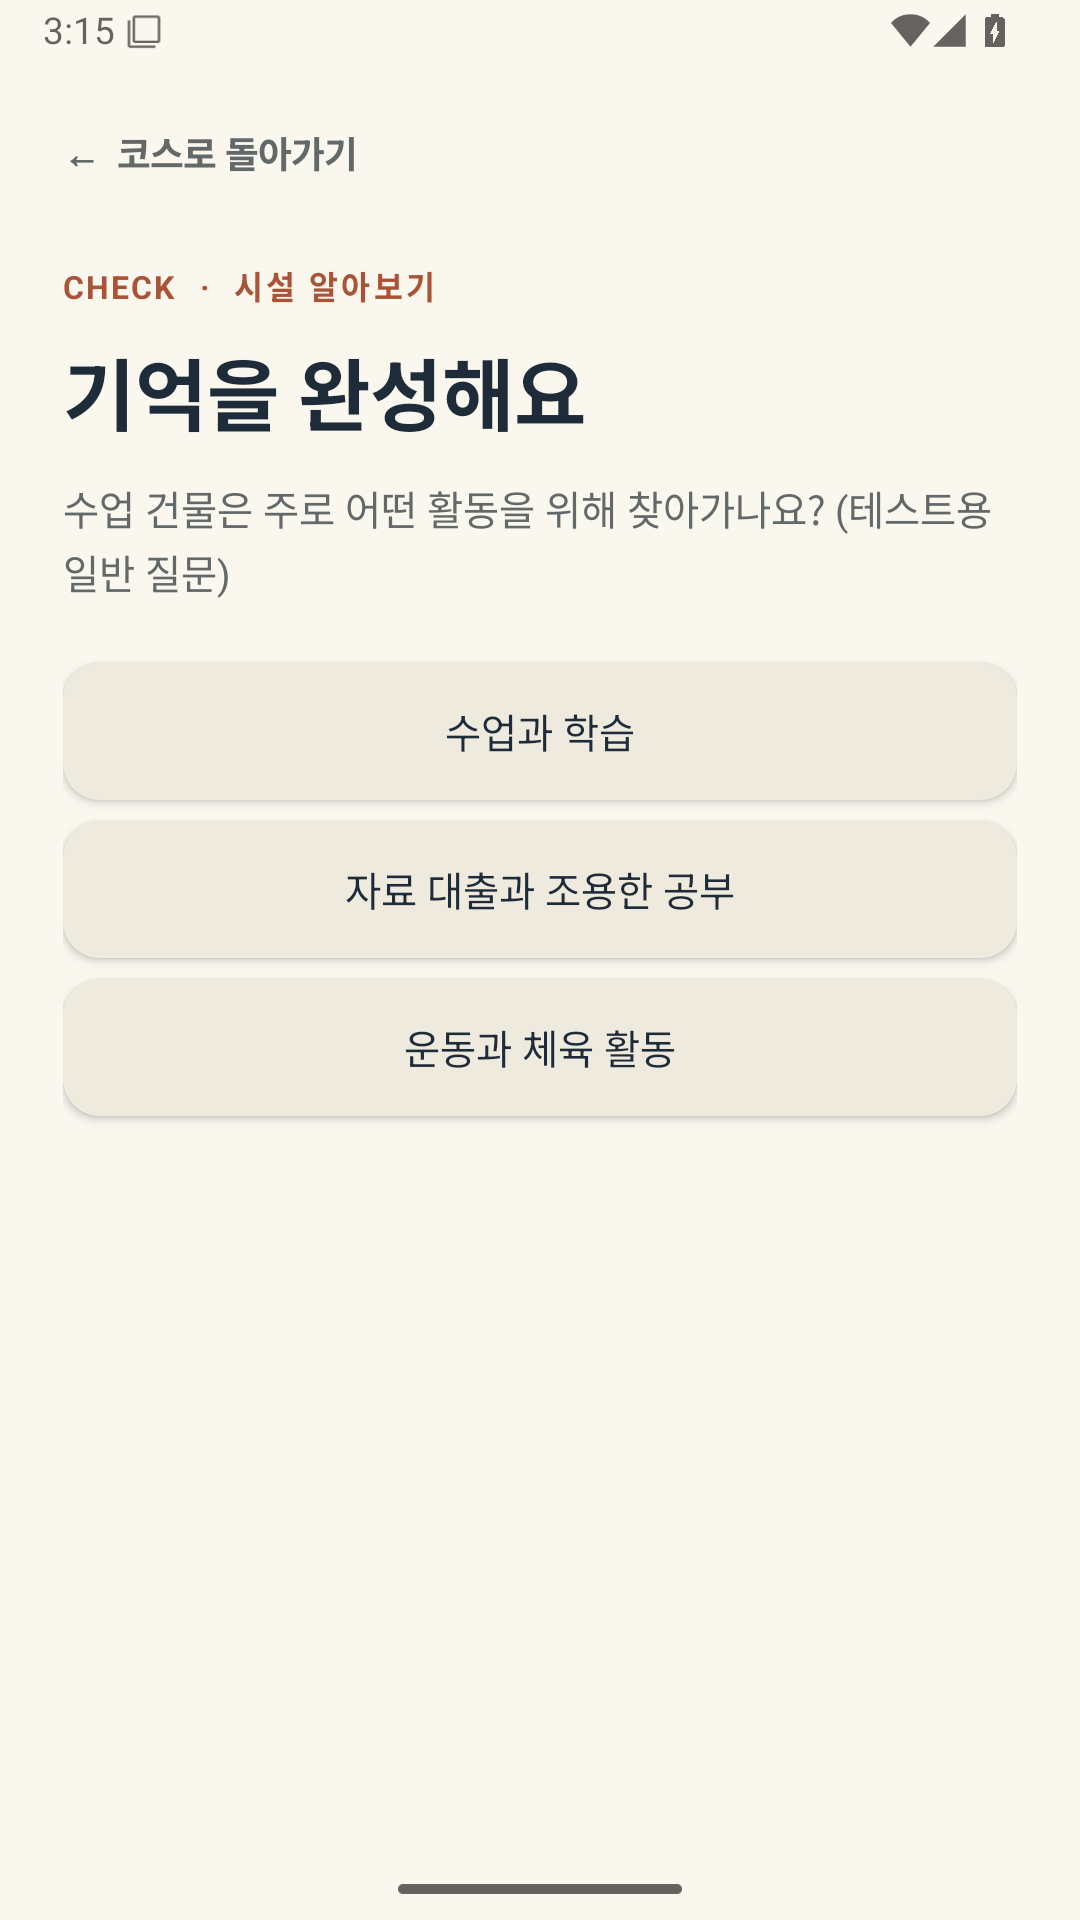 3:15
← 코스로 돌아가기
CHECK · 시설 알아보기
기억을 완성해요
수업 건물은 주로 어떤 활동을 위해 찾아가나요? (테스트용
일반 질문)
수업과 학습
자료 대출과 조용한 공부
운동과 체육 활동